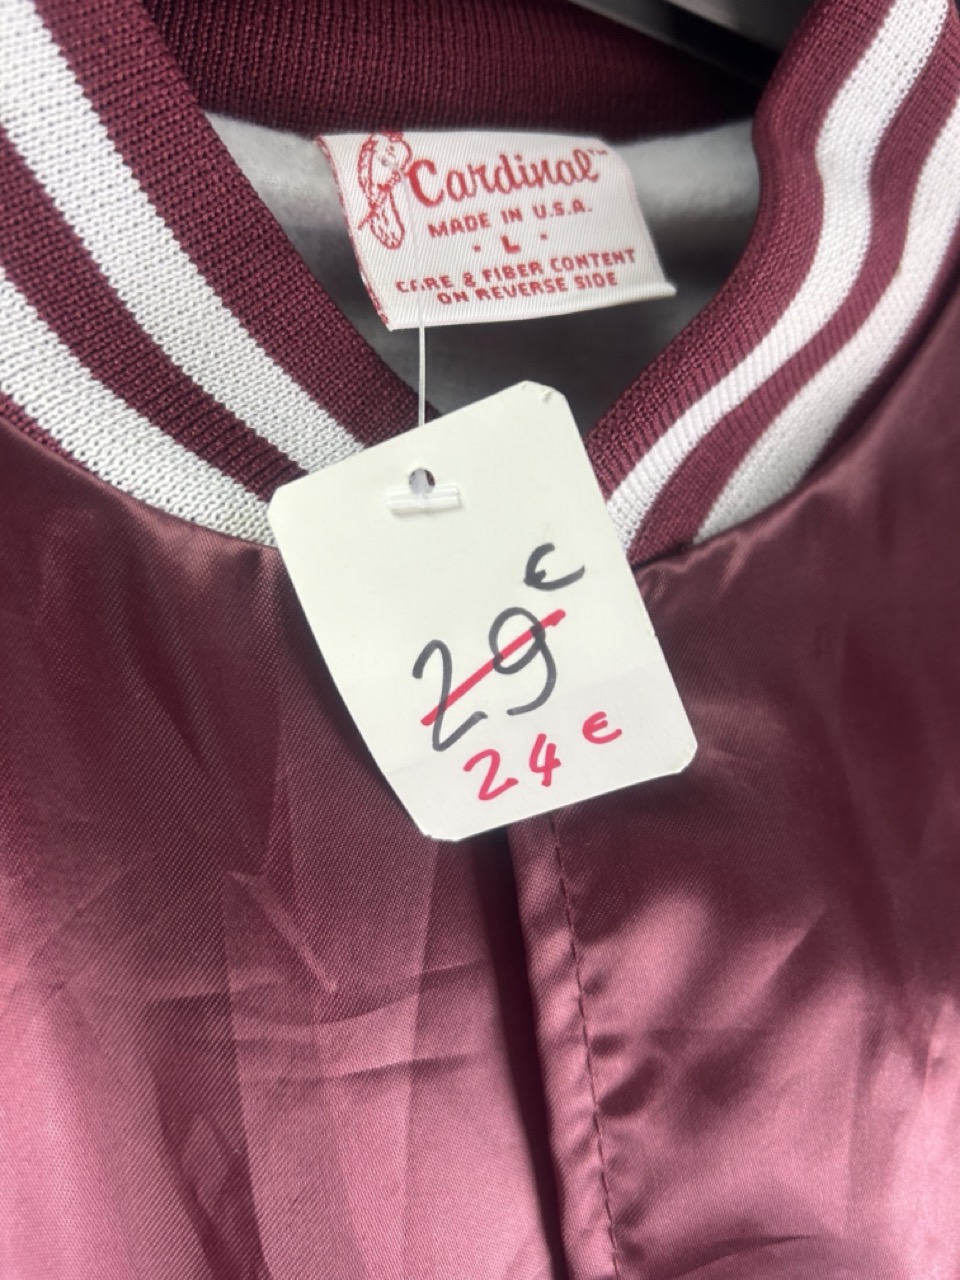 Cardinal™
MADE IN U.S.A.
· L ·
CARE & FIBER CONTENT
ON REVERSE SIDE
€
29
24 €